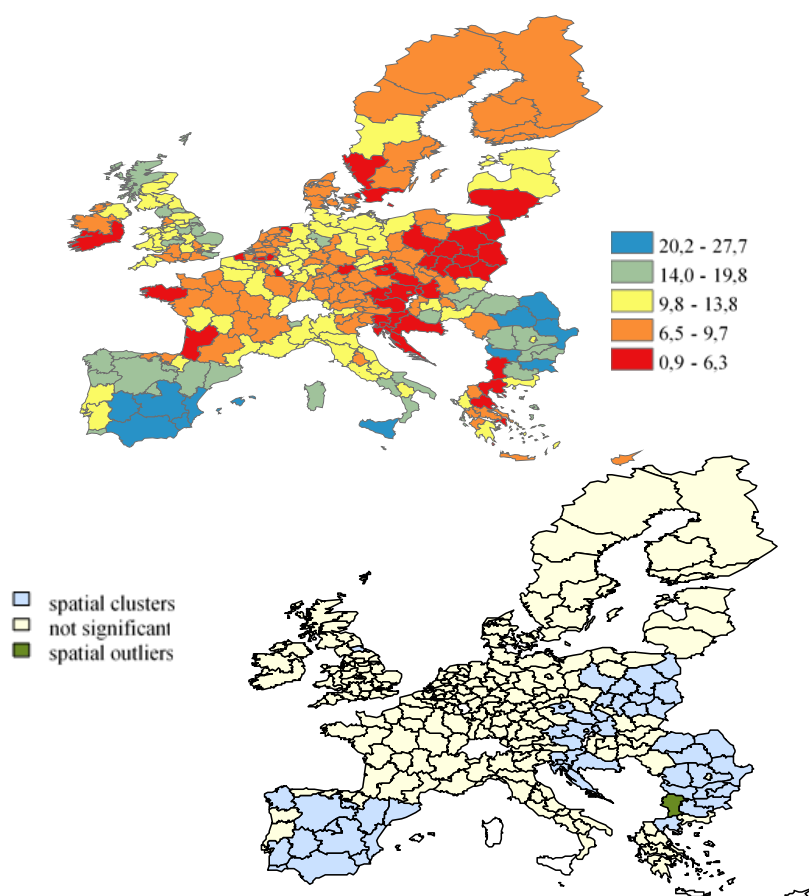 20,2 - 27,7
14,0 - 19,8
9,8 - 13,8
6,5 - 9,7
0,9 - 6,3
spatial clusters
not significant
spatial outliers